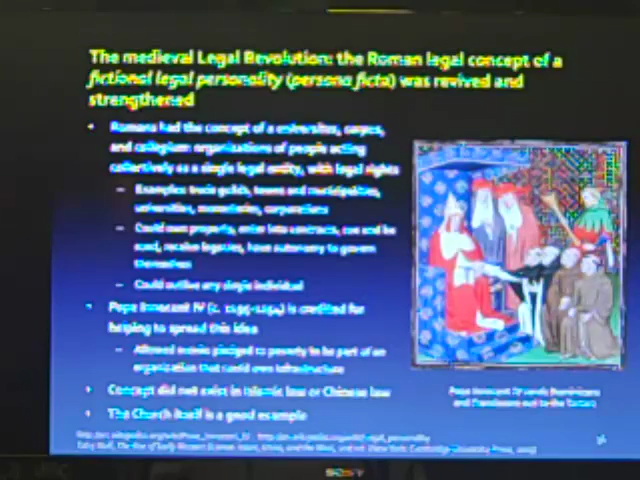 The medieval Legal Revolution: the Roman legal concept of a
fictional legal personality (persona ficta) was revived and
strengthened
• Romans had the concept of a universitas, corpus,
and collegium: organizations of people acting
collectively as a single legal entity, with legal rights
– Examples: trade guilds, towns and municipalities,
universities, monasteries, corporations
– Could own property, enter into contracts, sue and be
sued, receive legacies, have autonomy to govern
themselves
– Could outlive any single individual
• Pope Innocent IV (c. 1195-1254) is credited for
helping to spread this idea
– Allowed monks pledged to poverty to be part of an
organization that could own infrastructure
• Concept did not exist in Islamic law or Chinese law
• The Church itself is a good example
Pope Innocent IV sends Dominicans
and Franciscans out to the Tartars
SONY